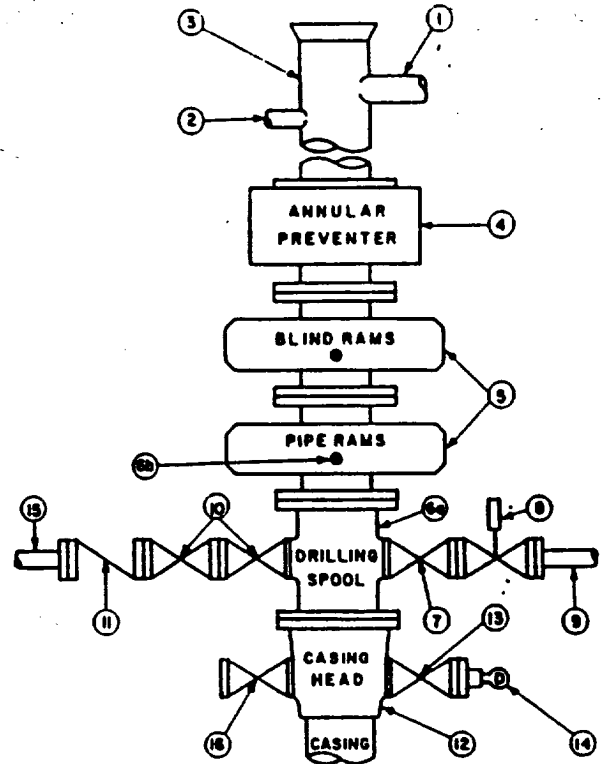 3
1
2
ANNULAR
PREVENTER
4
BLIND RAMS
5
PIPE RAMS
6b
6a
8
15
10
DRILLING
SPOOL
11
7
9
13
CASING
HEAD
16
12
14
CASING